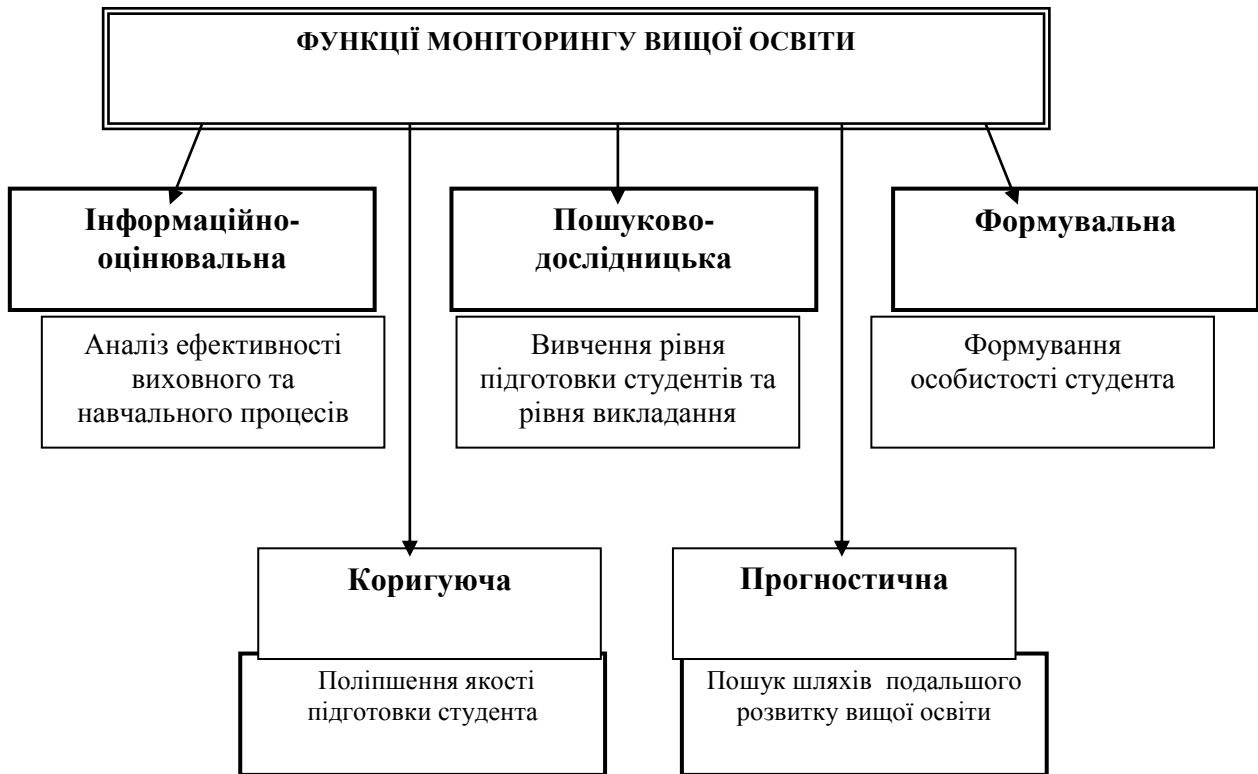 ФУНКЦІЇ МОНІТОРИНГУ ВИЩОЇ ОСВІТИ
Інформаційно-
оцінювальна
Аналіз ефективності
виховного та
навчального процесів
Пошуково-
дослідницька
Вивчення рівня
підготовки студентів та
рівня викладання
Формувальна
Формування
особистості студента
Коригуюча
Поліпшення якості
підготовки студента
Прогностична
Пошук шляхів  подальшого
розвитку вищої освіти